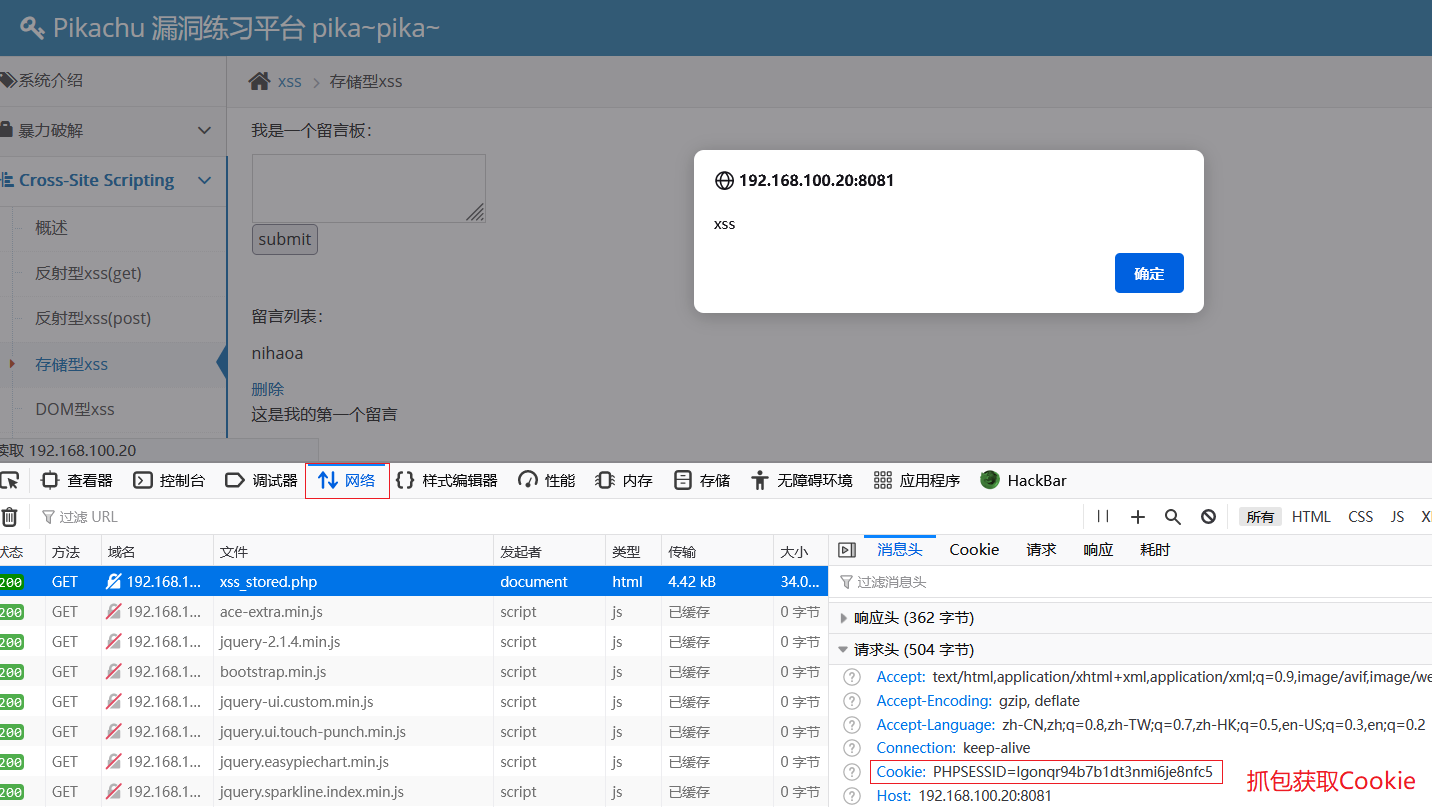 Pikachu 漏洞练习平台 pika~pika~
系统介绍
xss > 存储型xss
暴力破解
我是一个留言板：
Cross-Site Scripting
概述
submit
反射型xss(get)
反射型xss(post)
留言列表：
nihaoa
存储型xss
删除
DOM型xss
这是我的第一个留言
192.168.100.20:8081
xss
确定
读取 192.168.100.20
查看器 控制台 调试器 网络 样式编辑器 性能 内存 存储 无障碍环境 应用程序 HackBar
过滤 URL
所有 HTML CSS JS
状态 方法 域名 文件 发起者 类型 传输 大小
200 GET 192.168.1... xss_stored.php document html 4.42 kB 34.0...
200 GET 192.168.1... ace-extra.min.js script js 已缓存 0 字节
200 GET 192.168.1... jquery-2.1.4.min.js script js 已缓存 0 字节
200 GET 192.168.1... bootstrap.min.js script js 已缓存 0 字节
200 GET 192.168.1... jquery-ui.custom.min.js script js 已缓存 0 字节
200 GET 192.168.1... jquery.ui.touch-punch.min.js script js 已缓存 0 字节
200 GET 192.168.1... jquery.easypiechart.min.js script js 已缓存 0 字节
200 GET 192.168.1... jquery.sparkline.index.min.js script js 已缓存 0 字节
消息头 Cookie 请求 响应 耗时
过滤消息头
响应头 (362 字节)
请求头 (504 字节)
Accept: text/html,application/xhtml+xml,application/xml;q=0.9,image/avif,image/we
Accept-Encoding: gzip, deflate
Accept-Language: zh-CN,zh;q=0.8,zh-TW;q=0.7,zh-HK;q=0.5,en-US;q=0.3,en;q=0.2
Connection: keep-alive
Cookie: PHPSESSID=lgonqr94b7b1dt3nmi6je8nfc5
Host: 192.168.100.20:8081
抓包获取Cookie